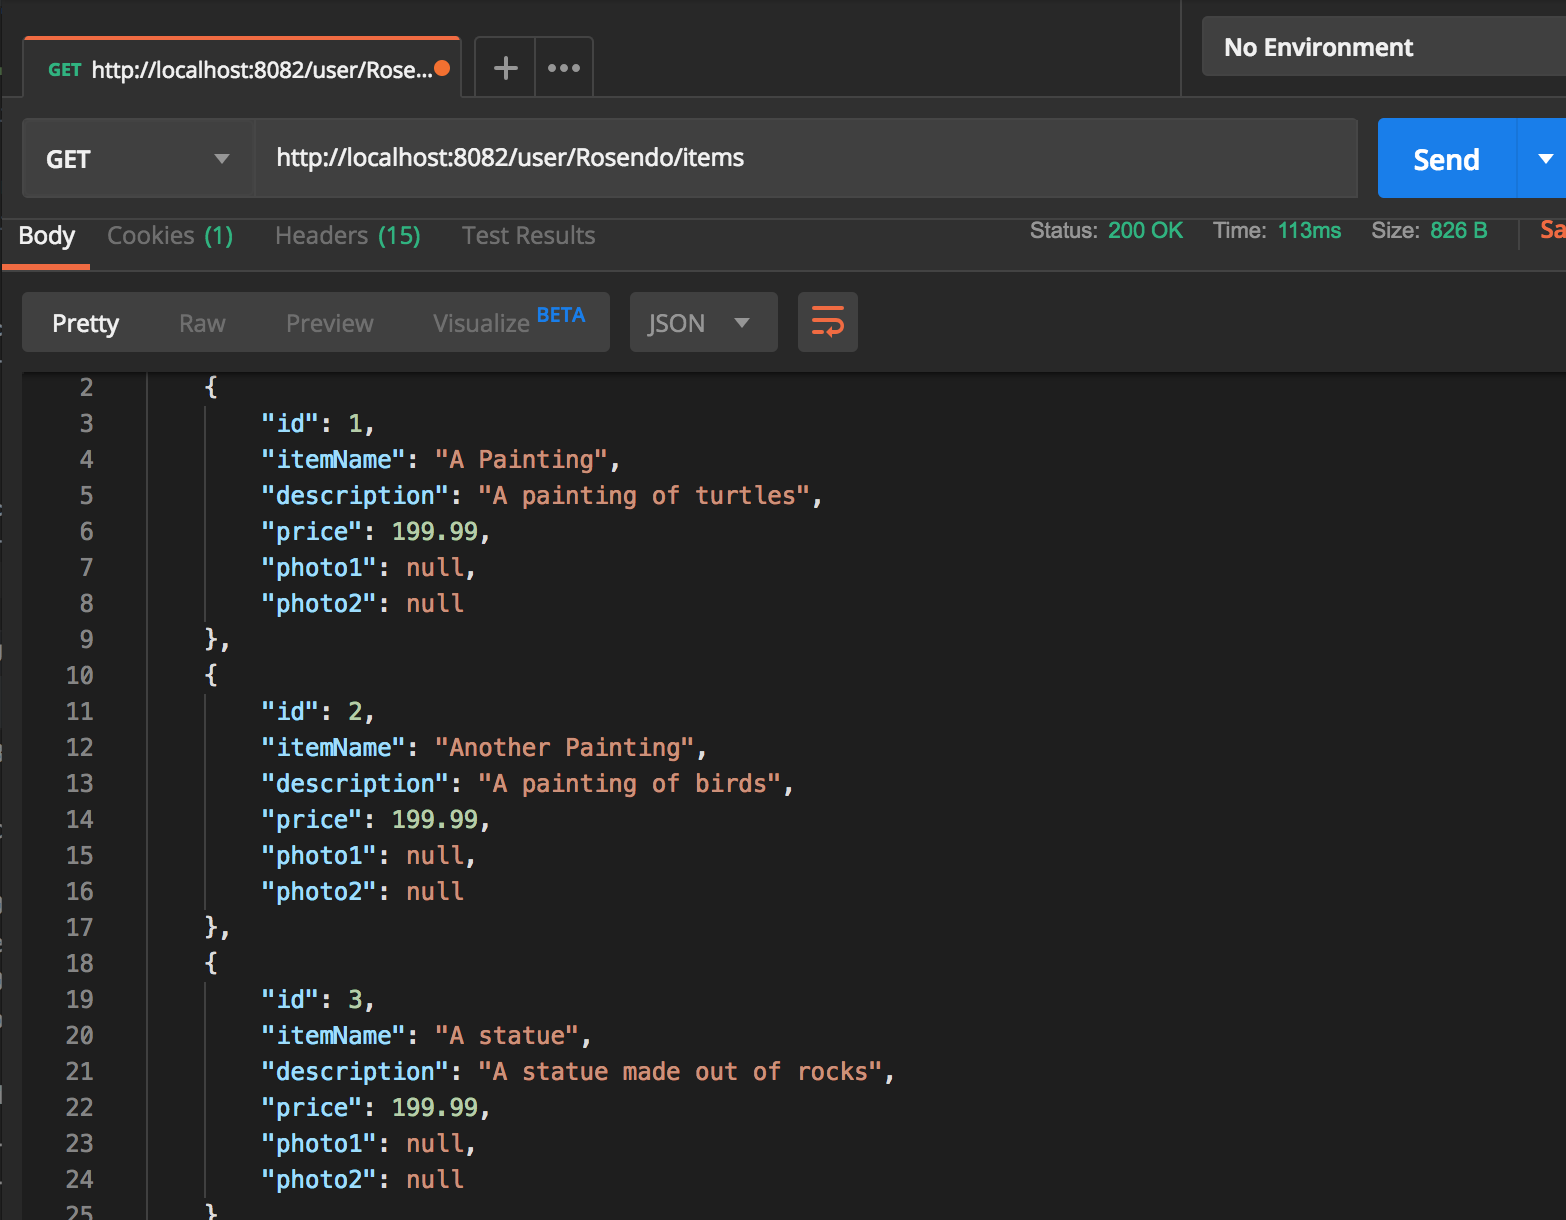 GET http://localhost:8082/user/Rose...
No Environment
GET http://localhost:8082/user/Rosendo/items Send
Body Cookies (1) Headers (15) Test Results Status: 200 OK Time: 113ms Size: 826 B Sa
Pretty Raw Preview Visualize BETA JSON
2 {
3 "id": 1,
4 "itemName": "A Painting",
5 "description": "A painting of turtles",
6 "price": 199.99,
7 "photo1": null,
8 "photo2": null
9 },
10 {
11 "id": 2,
12 "itemName": "Another Painting",
13 "description": "A painting of birds",
14 "price": 199.99,
15 "photo1": null,
16 "photo2": null
17 },
18 {
19 "id": 3,
20 "itemName": "A statue",
21 "description": "A statue made out of rocks",
22 "price": 199.99,
23 "photo1": null,
24 "photo2": null
25 }